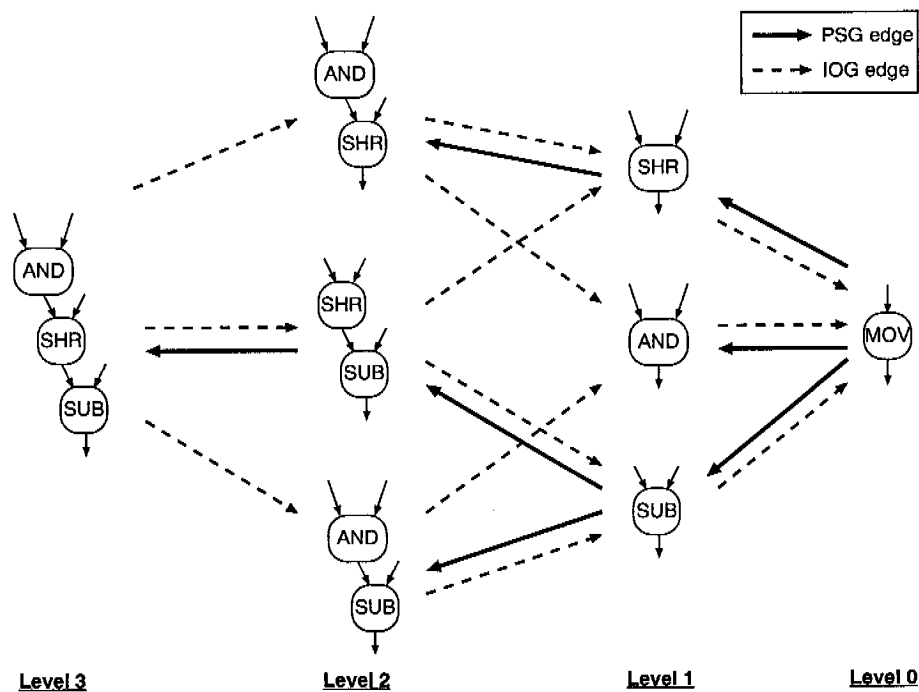 PSG edge
IOG edge
AND
SHR
SHR
AND
SHR
SUB
SHR
SUB
AND
MOV
AND
SUB
SUB
Level 3
Level 2
Level 1
Level 0